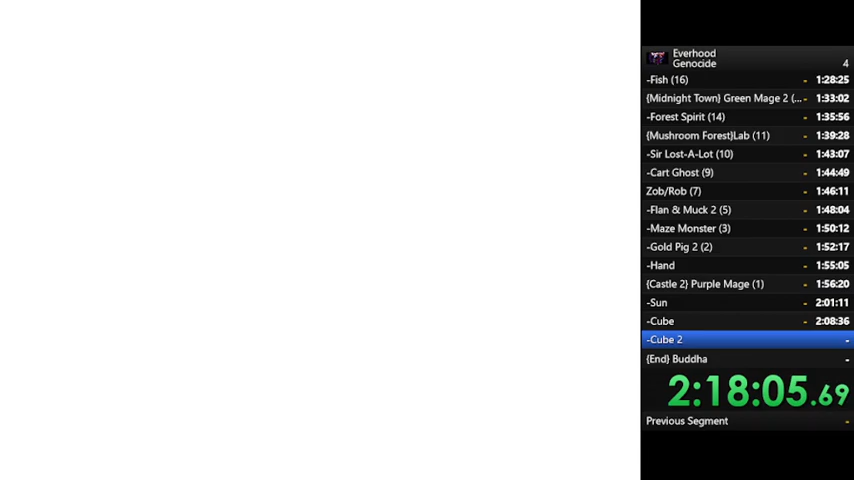 Everhood
Genocide 4
-Fish (16) - 1:28:25
{Midnight Town} Green Mage 2 (... - 1:33:02
-Forest Spirit (14) - 1:35:56
{Mushroom Forest}Lab (11) - 1:39:28
-Sir Lost-A-Lot (10) - 1:43:07
-Cart Ghost (9) - 1:44:49
Zob/Rob (7) - 1:46:11
-Flan & Muck 2 (5) - 1:48:04
-Maze Monster (3) - 1:50:12
-Gold Pig 2 (2) - 1:52:17
-Hand - 1:55:05
{Castle 2} Purple Mage (1) - 1:56:20
-Sun - 2:01:11
-Cube - 2:08:36
-Cube 2 -
{End} Buddha -
2:18:05.69
Previous Segment -